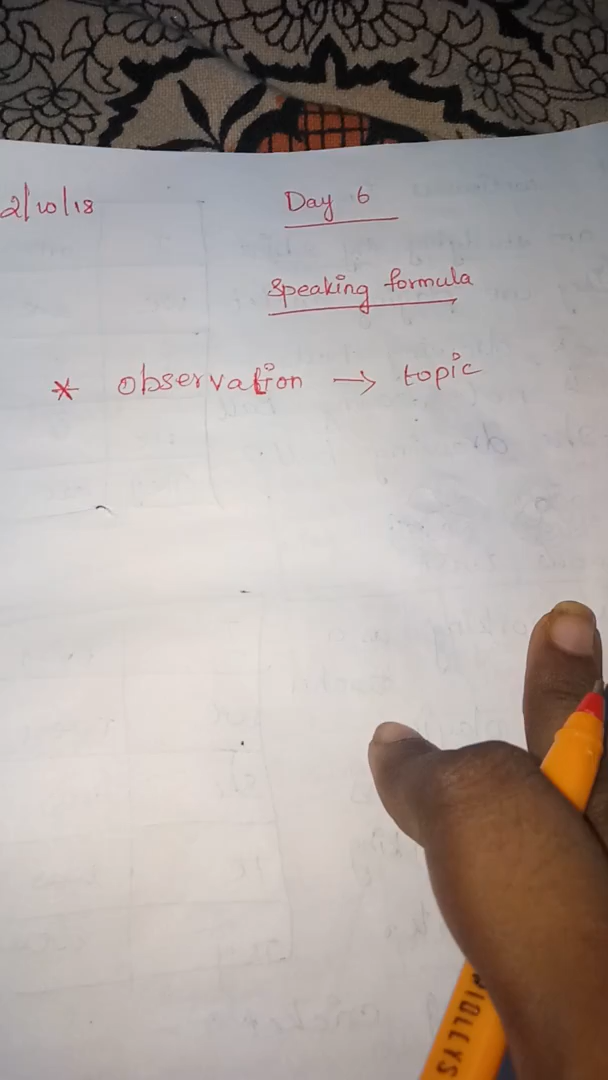 2/10/18
Day 6
Speaking formula
* observation → topic